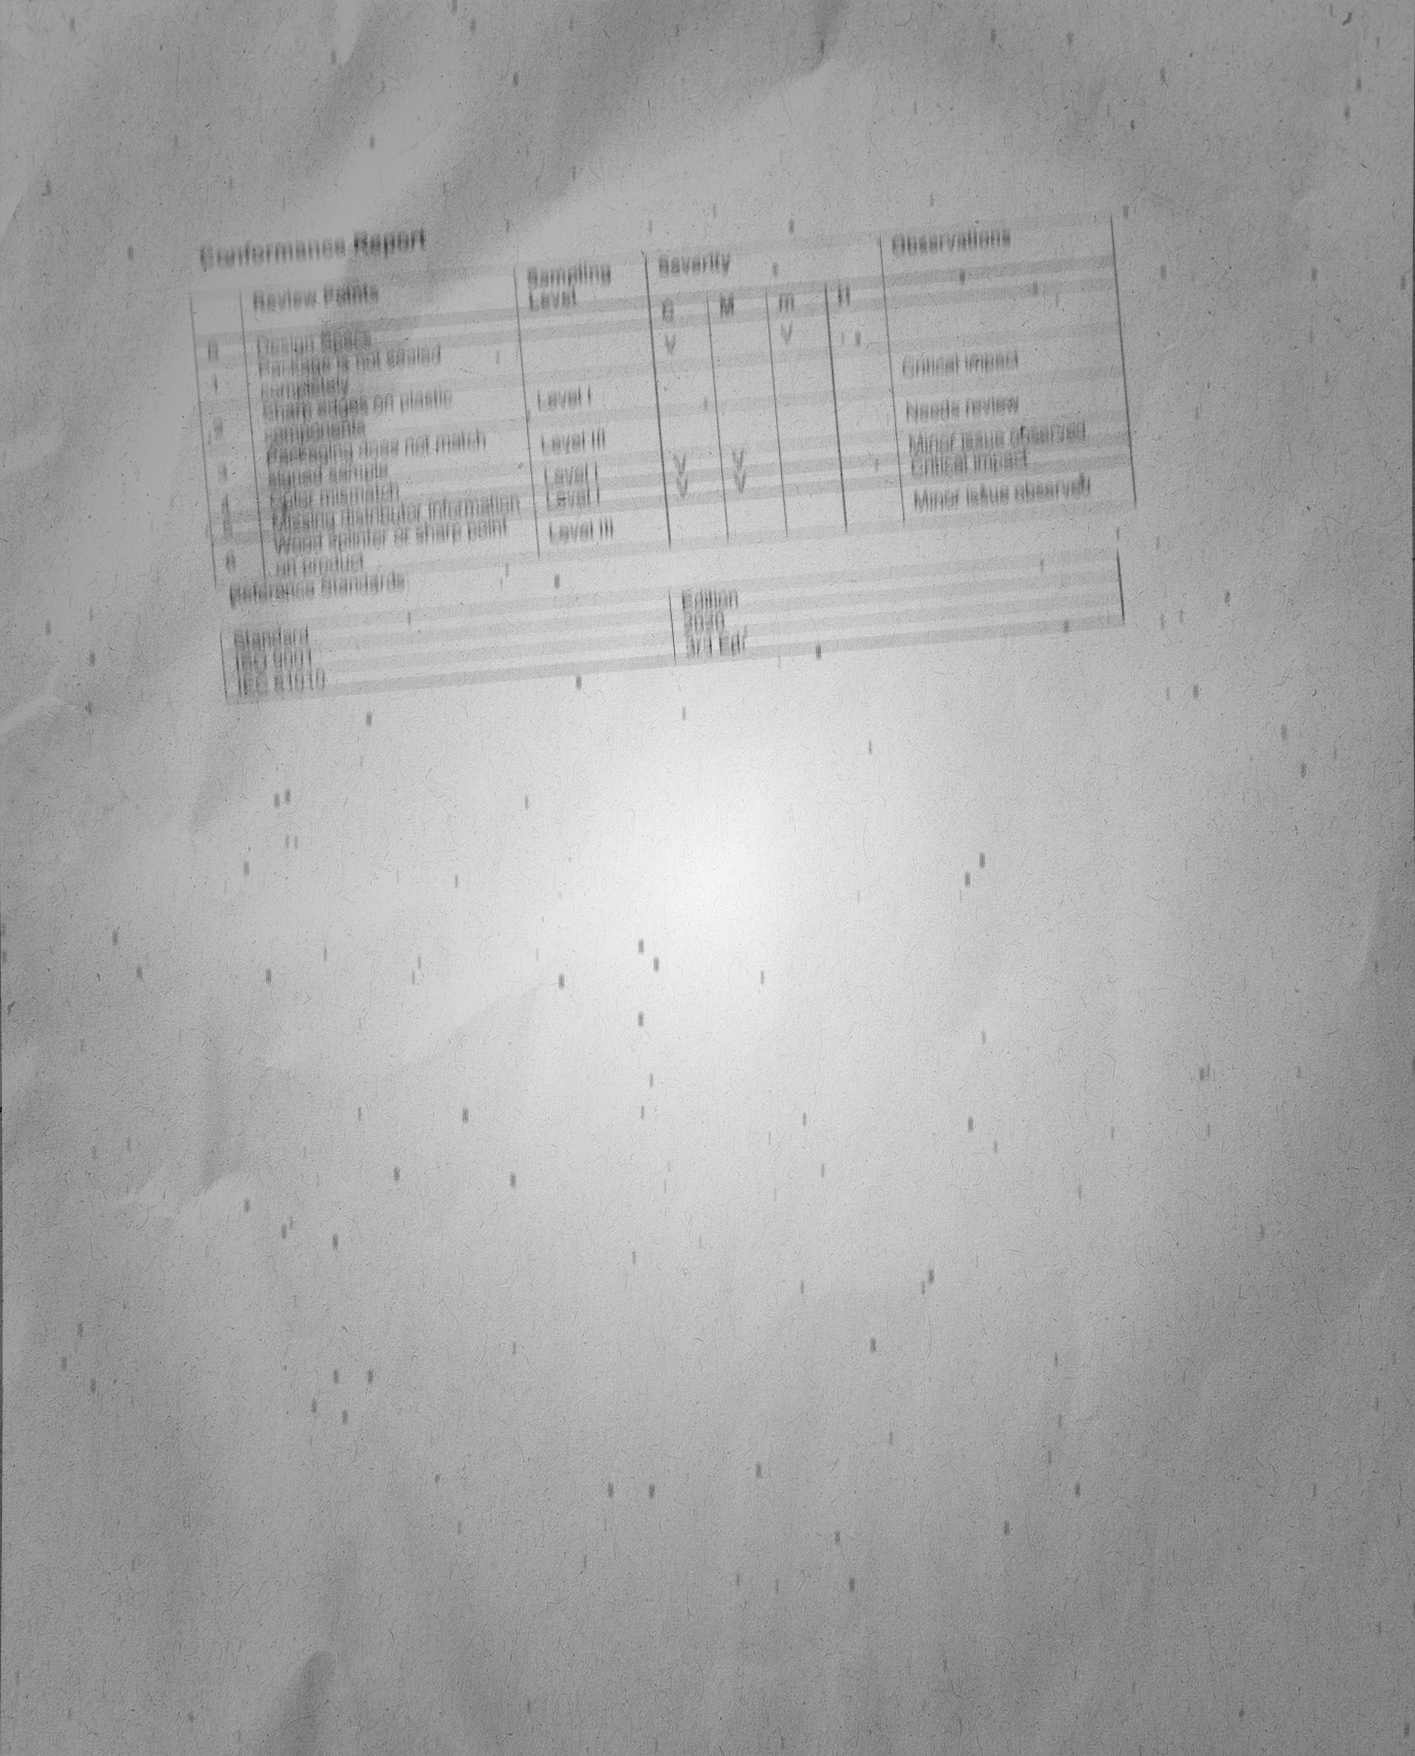 Conformance Report
Review Points
Sampling Level
Severity
Observations
C M m H
0 Design Specs
V V
1 Package is not sealed completely
Level I
Critical impact
2 Sharp edges on plastic components
Level III
Needs review
3 Packaging does not match signed sample
Level I
V V
Minor issue observed
4 Color mismatch
Level I
V V
Critical impact
Missing distributor information
Level III
Minor issue observed
6 Wood splinter or sharp point on product
Reference Standards
Standard Edition
ISO 9001 2020
IEC 61010 3rd Ed.